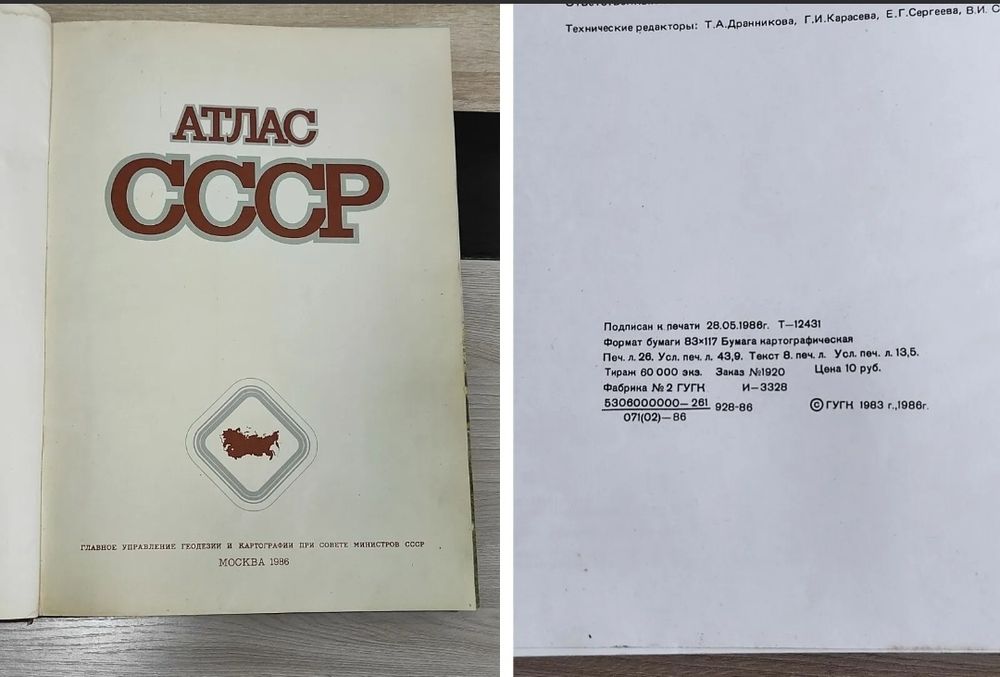 АТЛАС
СССР
ГЛАВНОЕ УПРАВЛЕНИЕ ГЕОДЕЗИИ И КАРТОГРАФИИ ПРИ СОВЕТЕ МИНИСТРОВ СССР
МОСКВА 1986
Технические редакторы: Т.А.Дранникова, Г.И.Карасева, Е.Г.Сергеева, В.И.
Подписан к печати 28.05.1986г. Т—12431
Формат бумаги 83×117 Бумага картографическая
Печ. л. 26. Усл. печ. л. 43,9. Текст 8. печ. л. Усл. печ. л. 13,5.
Тираж 60 000 экз. Заказ №1920 Цена 10 руб.
Фабрика №2 ГУГК И—3328
5306000000—261
071(02)—86
928-86 © ГУГК 1983 г.,1986г.